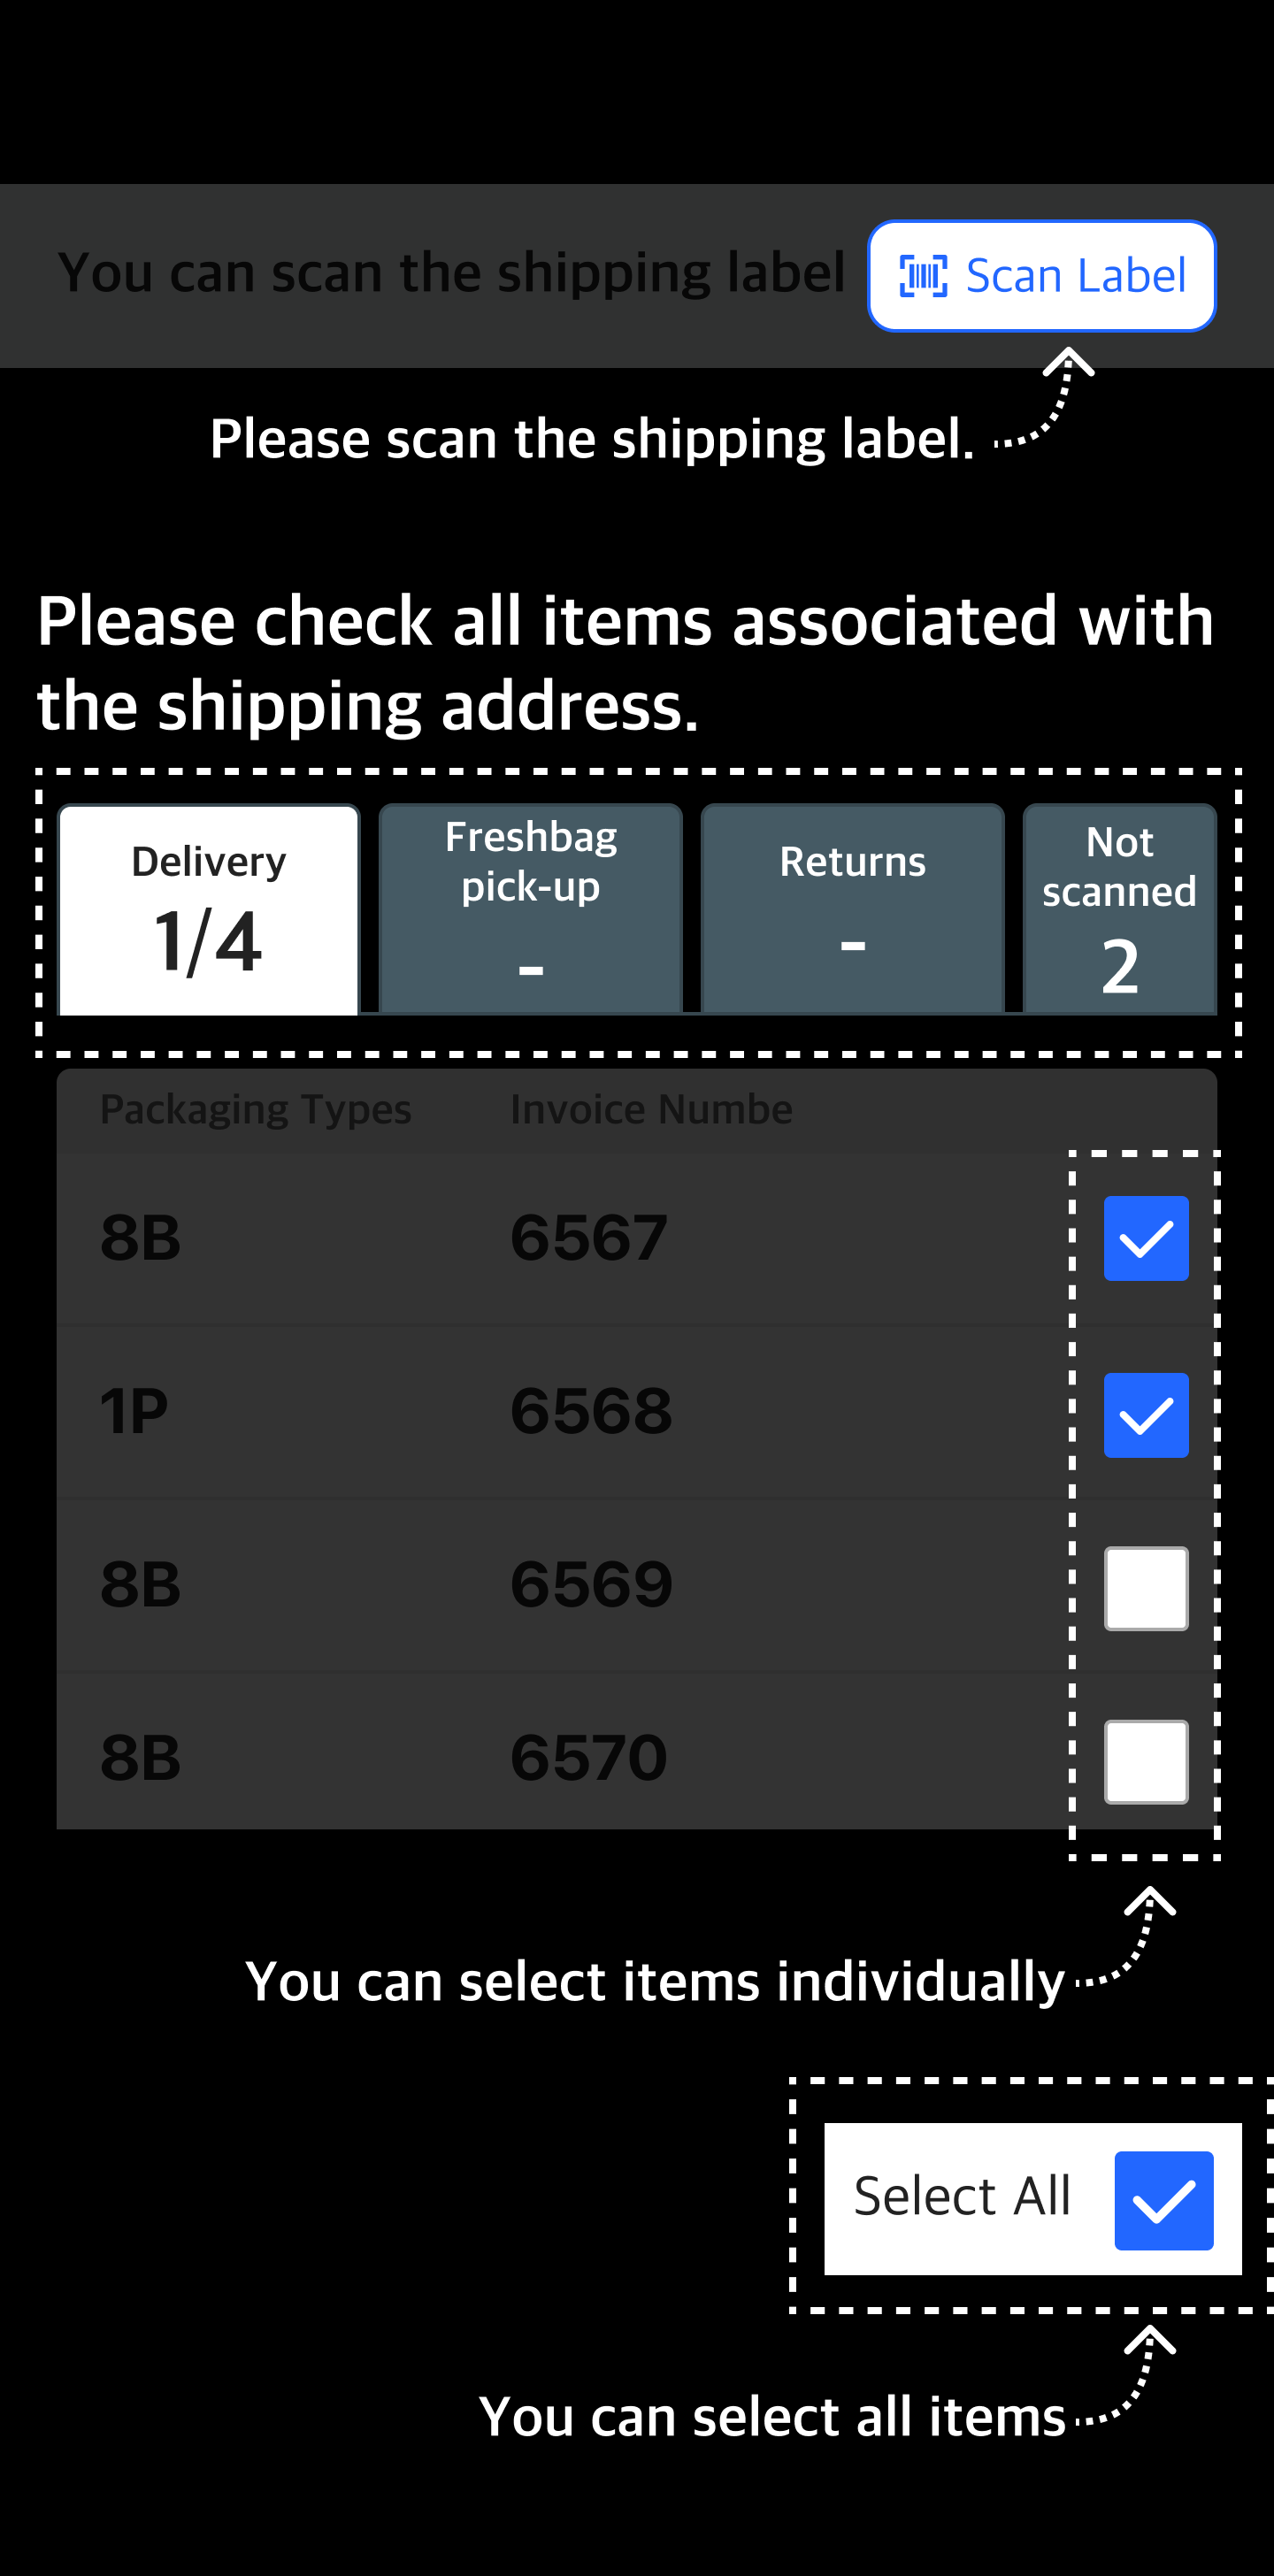 You can scan the shipping label
Scan Label
Please scan the shipping label.
Please check all items associated with
the shipping address.
Delivery
1/4
Freshbag
pick-up
-
Returns
-
Not
scanned
2
Packaging Types Invoice Numbe
8B 6567
1P 6568
8B 6569
8B 6570
You can select items individually
Select All
You can select all items